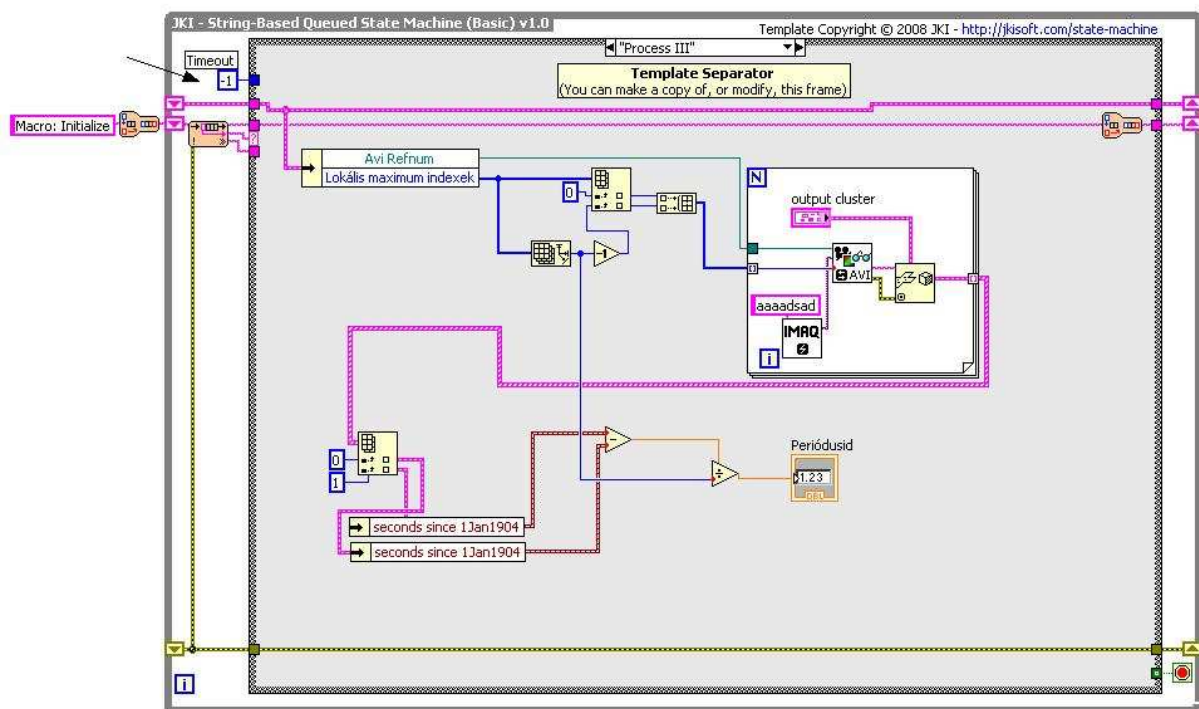 JKI - String-Based Queued State Machine (Basic) v1.0
Template Copyright © 2008 JKI - http://jkisoft.com/state-machine
"Process III"
Timeout
-1
Template Separator
(You can make a copy of, or modify, this frame)
Macro: Initialize
Avi Refnum
Lokális maximum indexek
0
-1
N
output cluster
AVI
aaaadsad
IMAQ
i
0
1
Periódusid
1.23
DBL
seconds since 1Jan1904
seconds since 1Jan1904
i